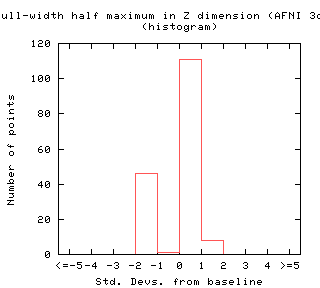 ull-width half maximum in Z dimension (AFNI 3d
(histogram)
120
100
80
60
40
20
0
Number of points
<=-5 -4 -3 -2 -1 0 1 2 3 4 >=5
Std. Devs. from baseline